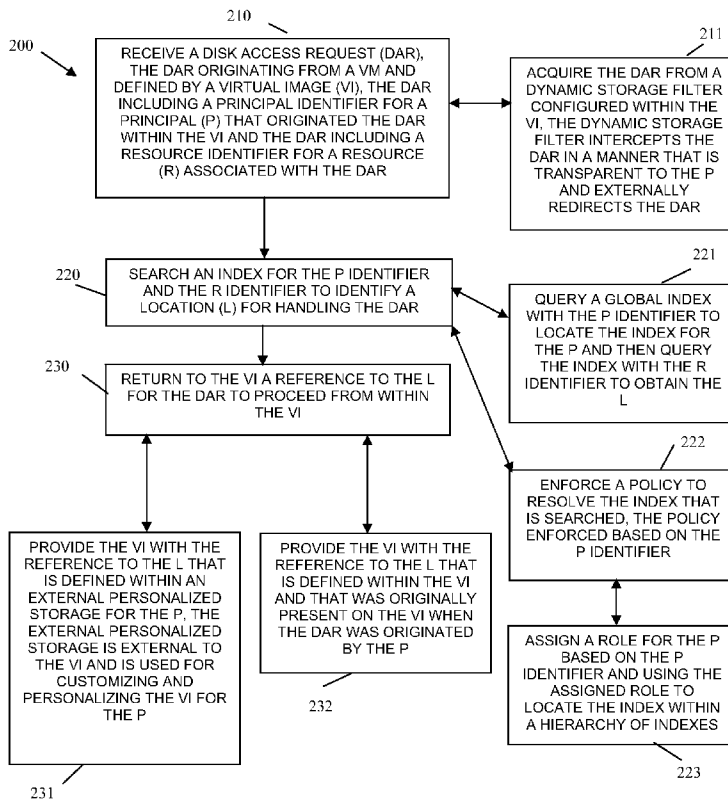 200
210
RECEIVE A DISK ACCESS REQUEST (DAR),
THE DAR ORIGINATING FROM A VM AND
DEFINED BY A VIRTUAL IMAGE (VI), THE DAR
INCLUDING A PRINCIPAL IDENTIFIER FOR A
PRINCIPAL (P) THAT ORIGINATED THE DAR
WITHIN THE VI AND THE DAR INCLUDING A
RESOURCE IDENTIFIER FOR A RESOURCE
(R) ASSOCIATED WITH THE DAR
211
ACQUIRE THE DAR FROM A
DYNAMIC STORAGE FILTER
CONFIGURED WITHIN THE
VI, THE DYNAMIC STORAGE
FILTER INTERCEPTS THE
DAR IN A MANNER THAT IS
TRANSPARENT TO THE P
AND EXTERNALLY
REDIRECTS THE DAR
220
SEARCH AN INDEX FOR THE P IDENTIFIER
AND THE R IDENTIFIER TO IDENTIFY A
LOCATION (L) FOR HANDLING THE DAR
221
QUERY A GLOBAL INDEX
WITH THE P IDENTIFIER TO
LOCATE THE INDEX FOR
THE P AND THEN QUERY
THE INDEX WITH THE R
IDENTIFIER TO OBTAIN THE
L
230
RETURN TO THE VI A REFERENCE TO THE L
FOR THE DAR TO PROCEED FROM WITHIN
THE VI
222
ENFORCE A POLICY TO
RESOLVE THE INDEX THAT
IS SEARCHED, THE POLICY
ENFORCED BASED ON THE
P IDENTIFIER
PROVIDE THE VI WITH THE
REFERENCE TO THE L THAT
IS DEFINED WITHIN AN
EXTERNAL PERSONALIZED
STORAGE FOR THE P, THE
EXTERNAL PERSONALIZED
STORAGE IS EXTERNAL TO
THE VI AND IS USED FOR
CUSTOMIZING AND
PERSONALIZING THE VI FOR
THE P
231
PROVIDE THE VI WITH THE
REFERENCE TO THE L THAT
IS DEFINED WITHIN THE VI
AND THAT WAS ORIGINALLY
PRESENT ON THE VI WHEN
THE DAR WAS ORIGINATED
BY THE P
232
ASSIGN A ROLE FOR THE P
BASED ON THE P
IDENTIFIER AND USING THE
ASSIGNED ROLE TO
LOCATE THE INDEX WITHIN
A HIERARCHY OF INDEXES
223